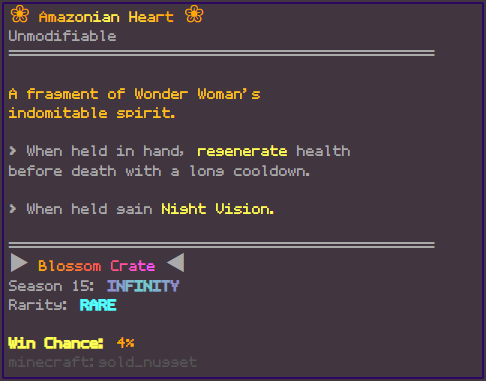 ❀ Amazonian Heart ❀
Unmodifiable
A fragment of Wonder Woman's
indomitable spirit.
> When held in hand, regenerate health
before death with a long cooldown.
> When held gain Night Vision.
▶ Blossom Crate ◀
Season 15: INFINITY
Rarity: RARE
Win Chance: 4%
minecraft:gold_nugget